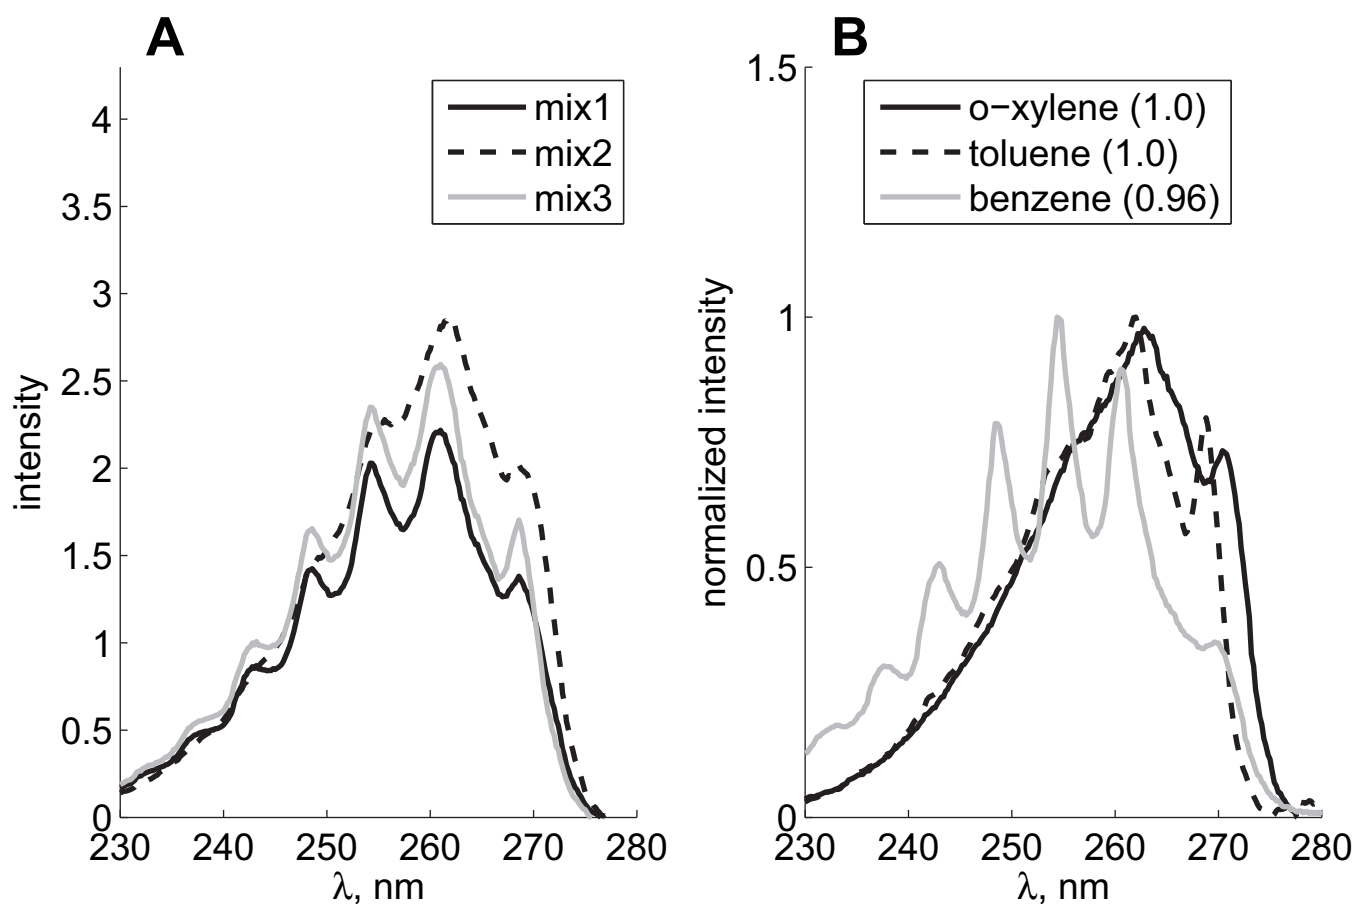 A
mix1
mix2
mix3
4
3.5
3
2.5
2
1.5
1
0.5
0
intensity
230 240 250 260 270 280
λ, nm
B
o−xylene (1.0)
toluene (1.0)
benzene (0.96)
1.5
1
0.5
0
normalized intensity
230 240 250 260 270 280
λ, nm